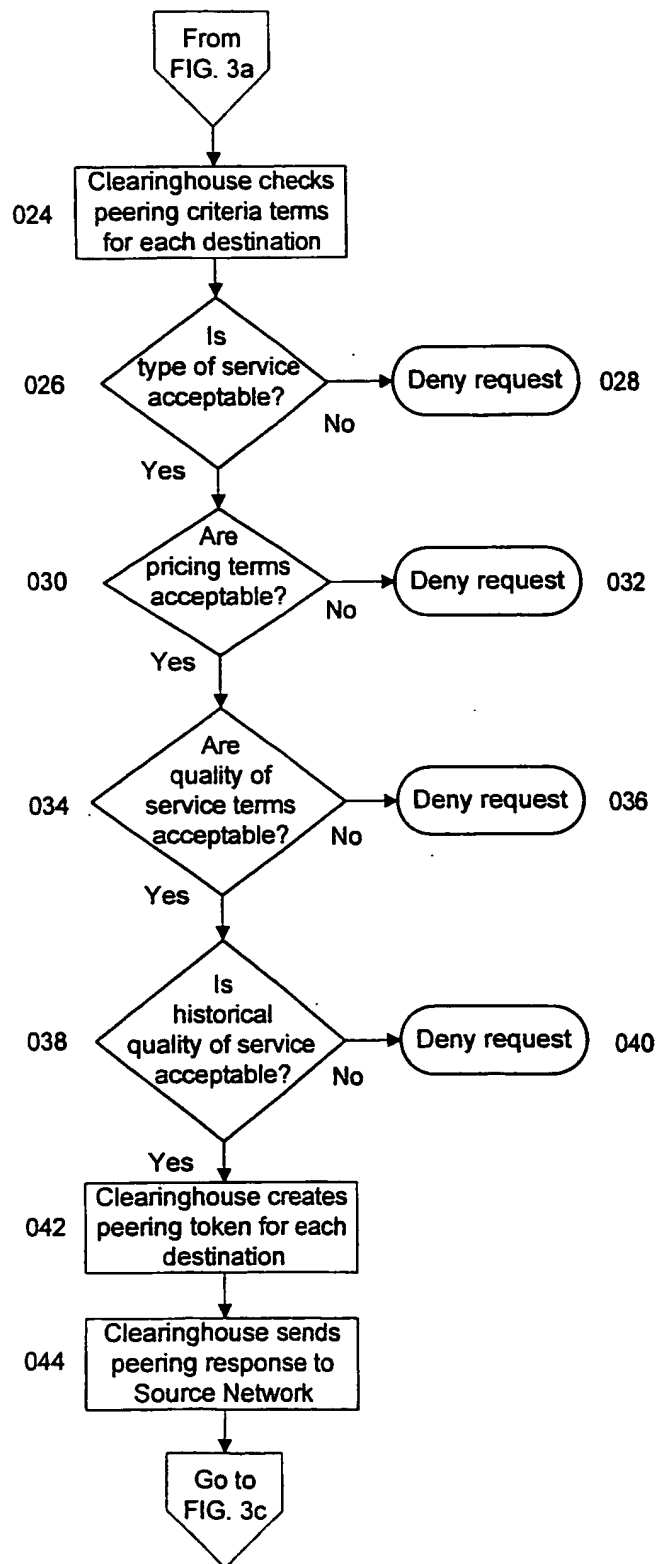 From
FIG. 3a
024
Clearinghouse checks
peering criteria terms
for each destination
026
Is
type of service
acceptable?
No
Deny request
028
Yes
030
Are
pricing terms
acceptable?
No
Deny request
032
Yes
034
Are
quality of
service terms
acceptable?
No
Deny request
036
Yes
038
Is
historical
quality of service
acceptable?
No
Deny request
040
Yes
042
Clearinghouse creates
peering token for each
destination
044
Clearinghouse sends
peering response to
Source Network
Go to
FIG. 3c